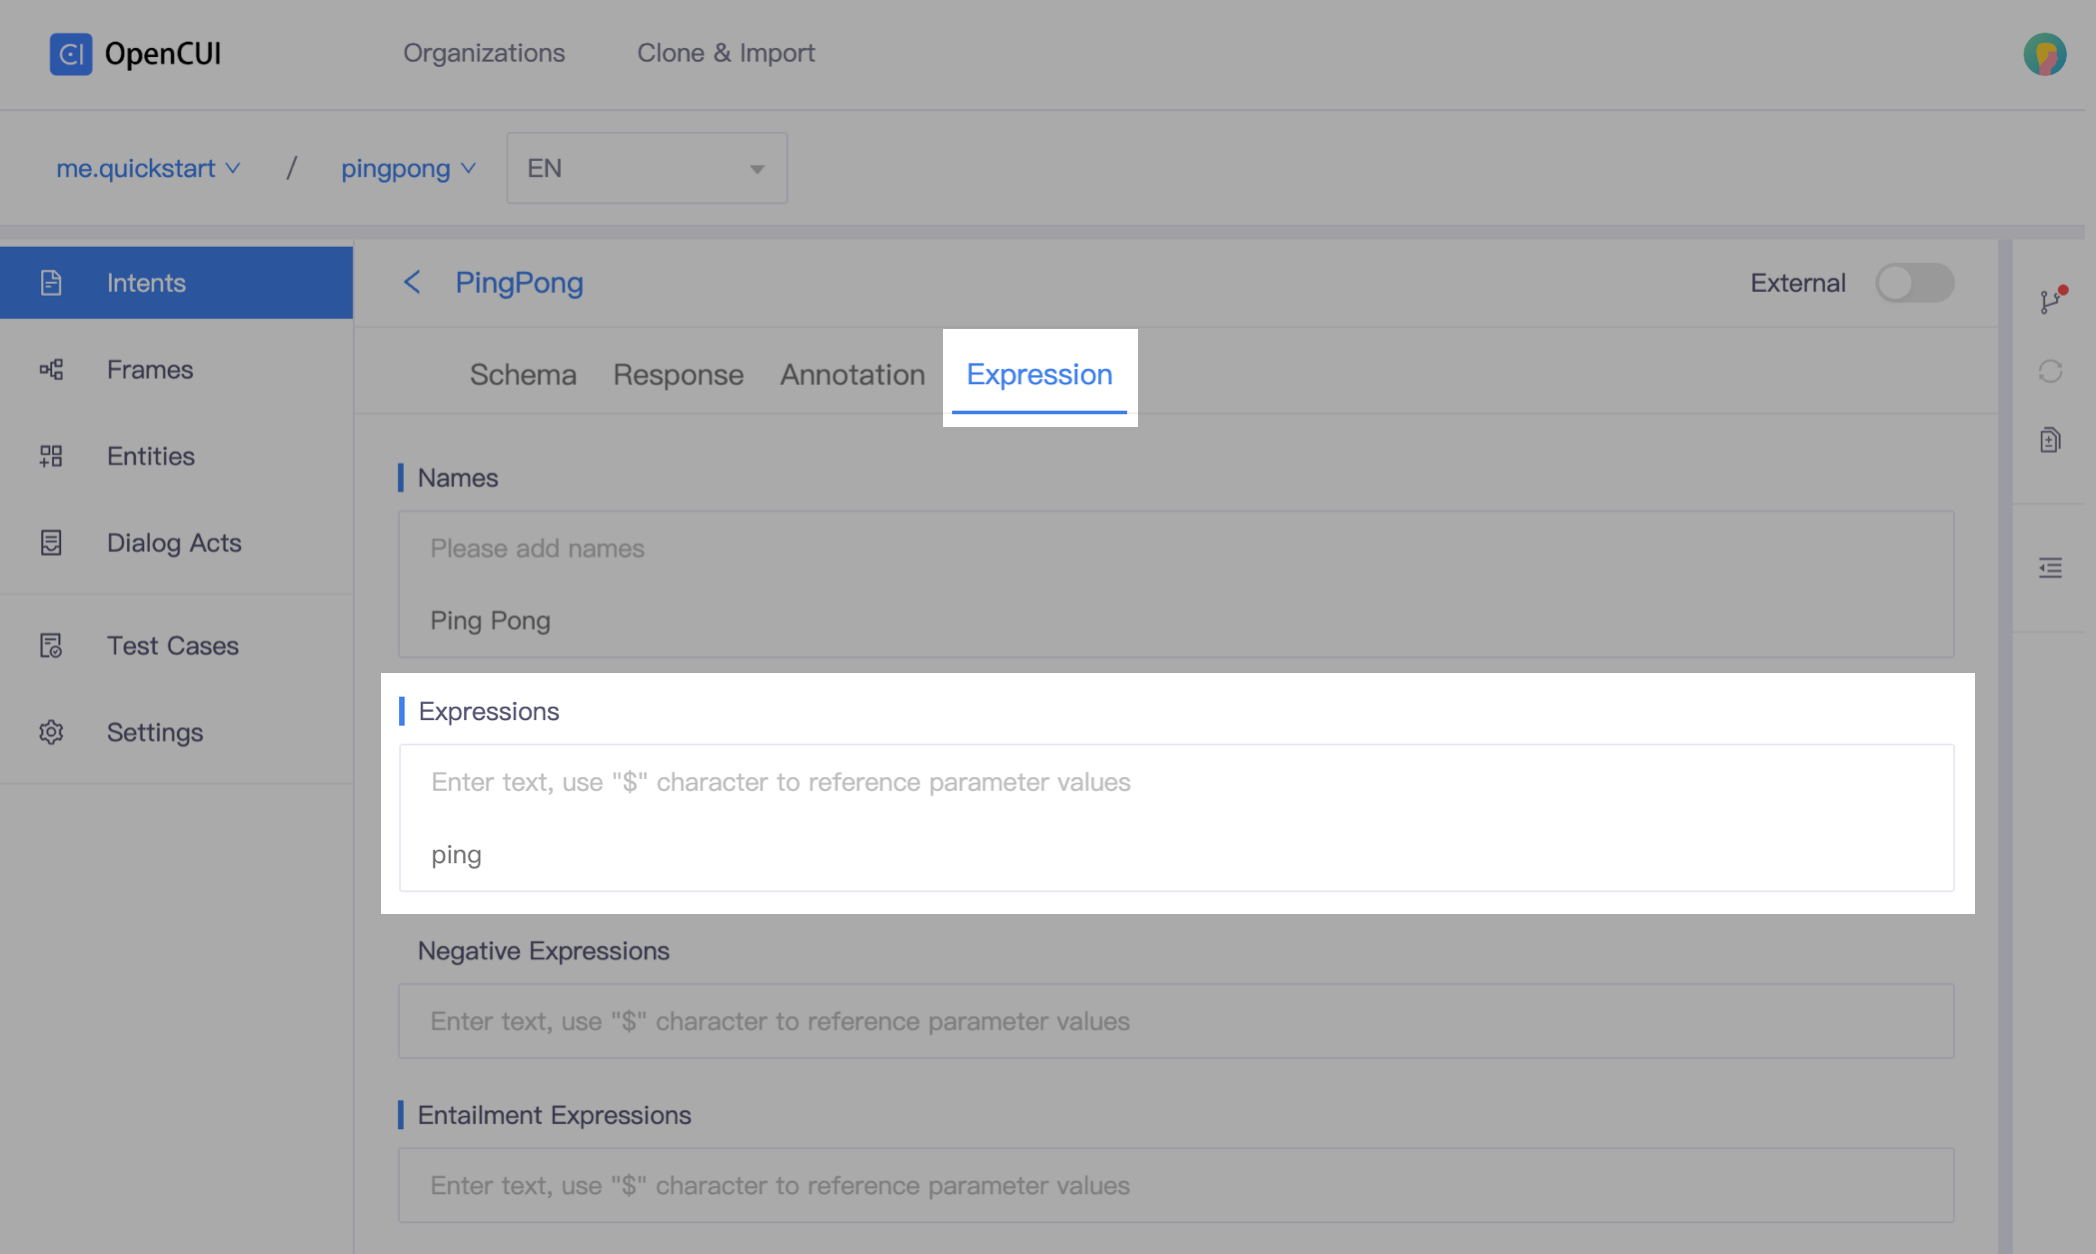 CI OpenCUI
Organizations
Clone & Import
me.quickstart / pingpong EN
Intents
Frames
Entities
Dialog Acts
Test Cases
Settings
PingPong
External
Schema Response Annotation Expression
Names
Please add names
Ping Pong
Expressions
Enter text, use "$" character to reference parameter values
ping
Negative Expressions
Enter text, use "$" character to reference parameter values
Entailment Expressions
Enter text, use "$" character to reference parameter values